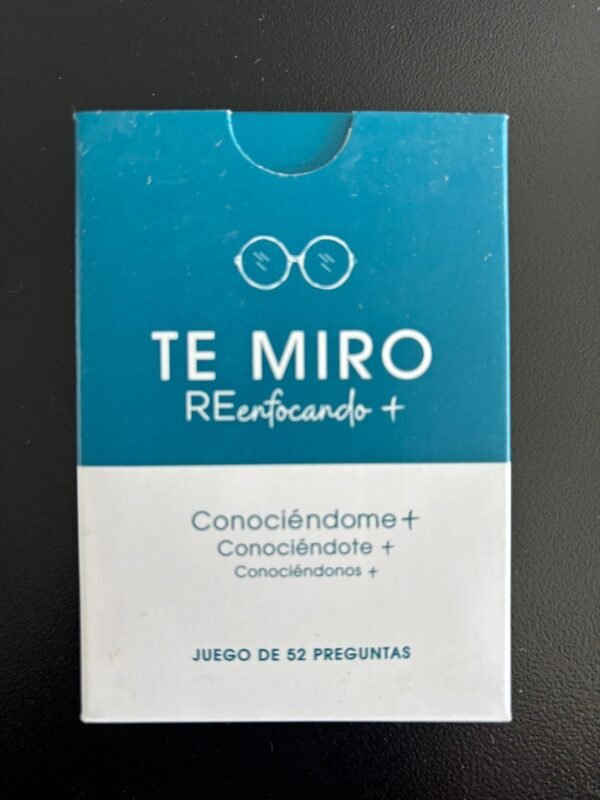 TE MIRO
REenfocando +
Conociéndome+
Conociéndote +
Conociéndonos +
JUEGO DE 52 PREGUNTAS